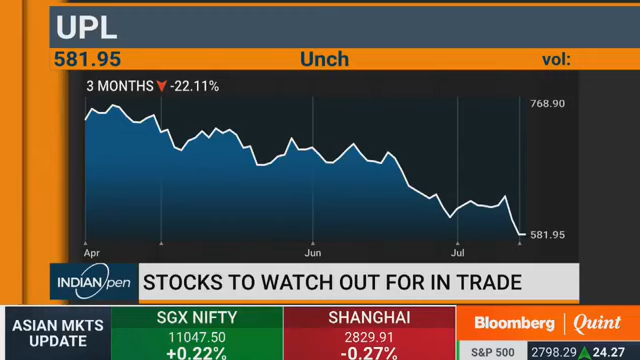 UPL
581.95 Unch vol:
3 MONTHS -22.11%
768.90
581.95
Apr Jun Jul
INDIAN Open STOCKS TO WATCH OUT FOR IN TRADE
ASIAN MKTS UPDATE
SGX NIFTY
11047.50
+0.22%
SHANGHAI
2829.91
-0.27%
Bloomberg Quint
S&P 500 2798.29 24.27